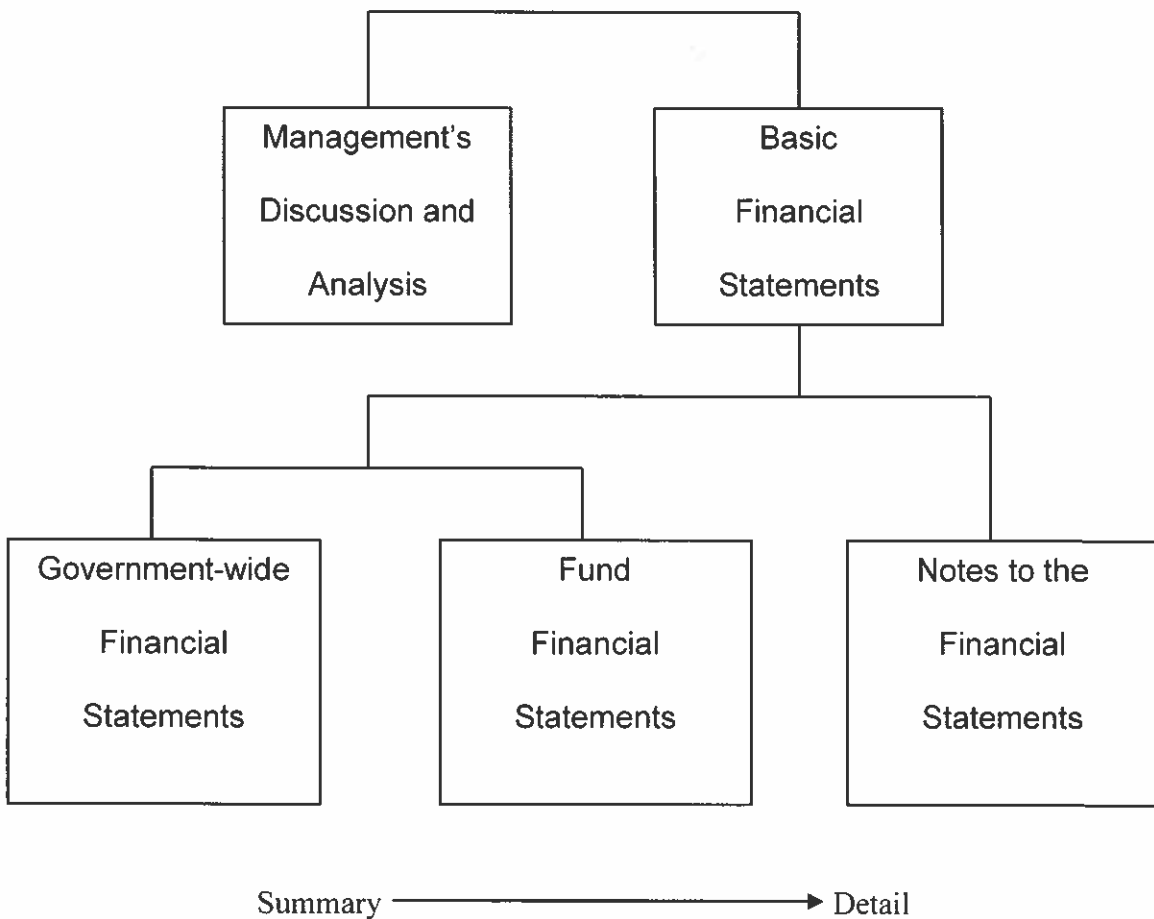 Management's
Discussion and
Analysis
Basic
Financial
Statements
Government-wide
Financial
Statements
Fund
Financial
Statements
Notes to the
Financial
Statements
Summary Detail